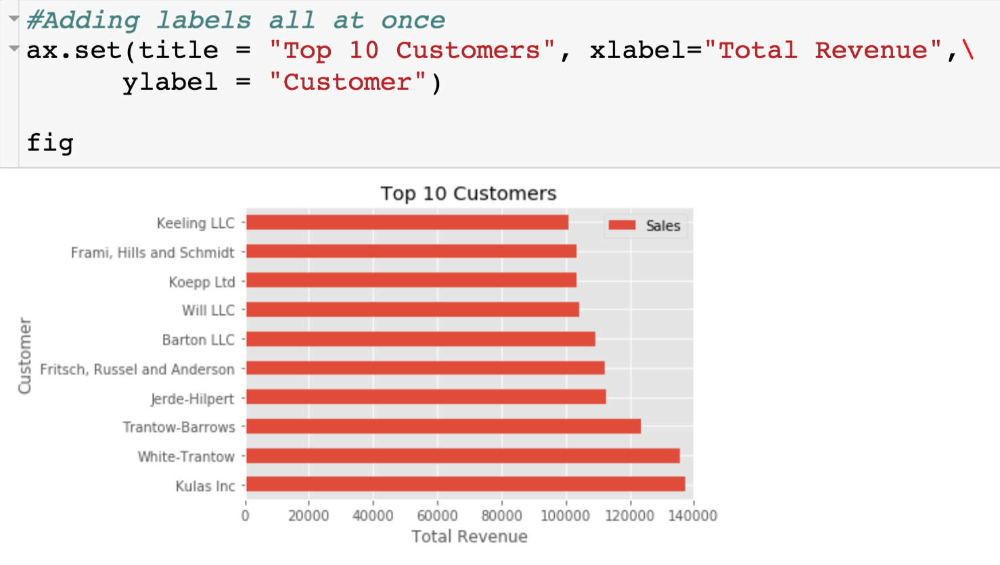 #Adding labels all at once
ax.set(title = "Top 10 Customers", xlabel="Total Revenue",\
ylabel = "Customer")
fig
Top 10 Customers
Sales
Keeling LLC
Frami, Hills and Schmidt
Koepp Ltd
Will LLC
Barton LLC
Fritsch, Russel and Anderson
Jerde-Hilpert
Trantow-Barrows
White-Trantow
Kulas Inc
Customer
0 20000 40000 60000 80000 100000 120000 140000
Total Revenue